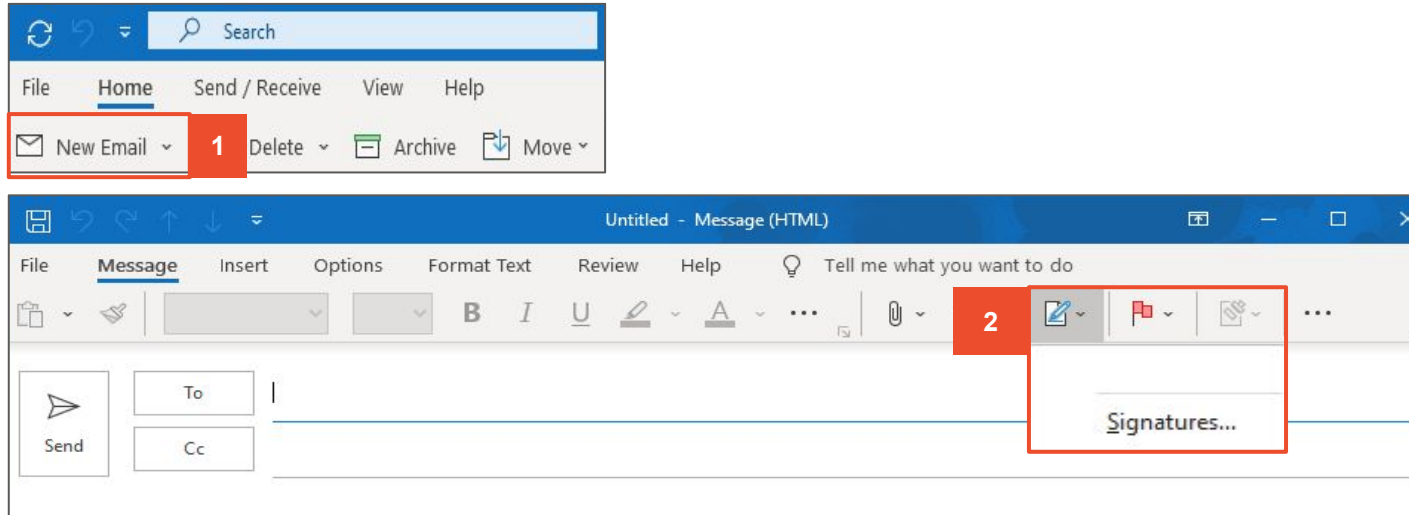 Search
File Home Send / Receive View Help
New Email 1 Delete Archive Move
Untitled - Message (HTML)
File Message Insert Options Format Text Review Help Tell me what you want to do
B I U A 2
To
Send
Cc
Signatures...